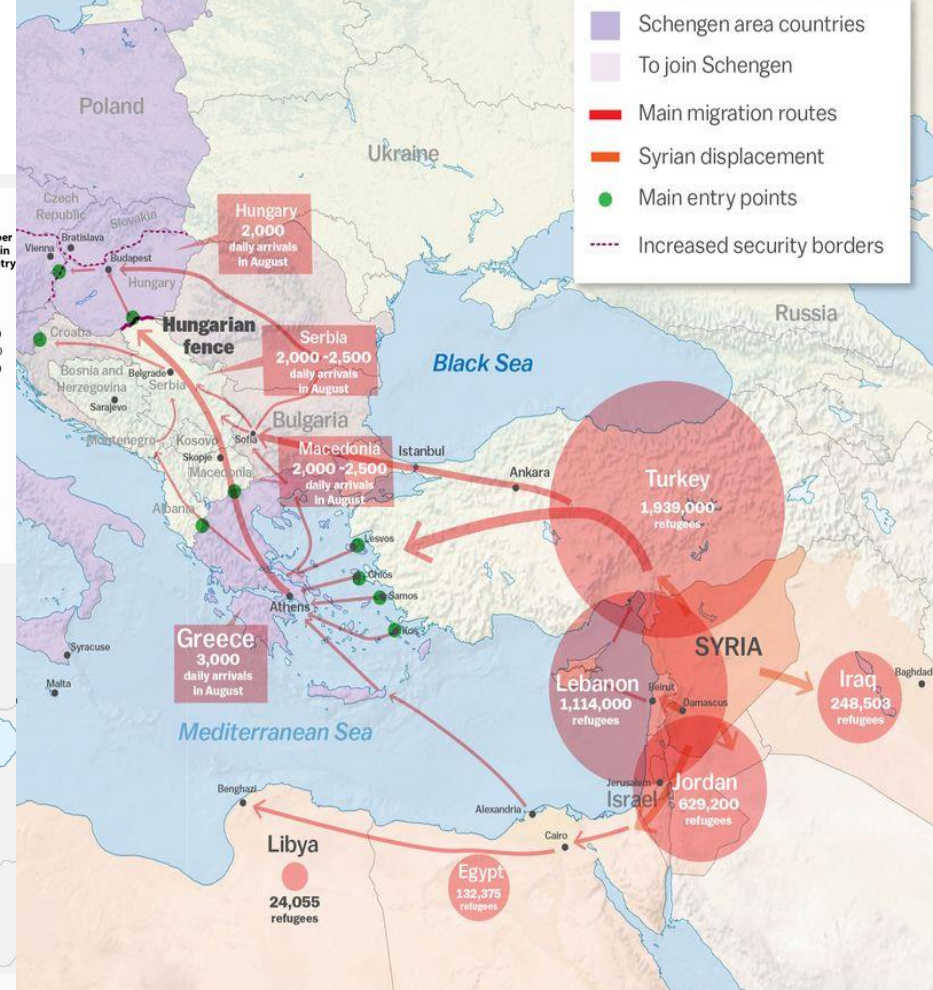 Schengen area countries
To join Schengen
Main migration routes
Syrian displacement
Main entry points
Increased security borders
Poland
Ukraine
Russia
Czech
Republic
Slovakia
Vienna
Bratislava
Budapest
Hungary
in
Hungary
2,000
daily arrivals
in August
Croatia
Hungarian
fence
Serbia
2,000 -2,500
daily arrivals
in August
Black Sea
Bosnia and
Herzegovina
Belgrade
Serbia
Sarajevo
Montenegro
Kosovo
Sofia
Bulgaria
Skopje
Macedonia
Macedonia
2,000 -2,500
daily arrivals
in August
Istanbul
Ankara
Turkey
1,939,000
refugees
Albania
Lesvos
Chios
Samos
Kos
Athens
Greece
3,000
daily arrivals
in August
Syracuse
Malta
Mediterranean Sea
SYRIA
Lebanon
1,114,000
refugees
Beirut
Damascus
Iraq
248,503
refugees
Baghdad
Jerusalem
Israel
Jordan
629,200
refugees
Benghazi
Alexandria
Cairo
Libya
24,055
refugees
Egypt
132,375
refugees